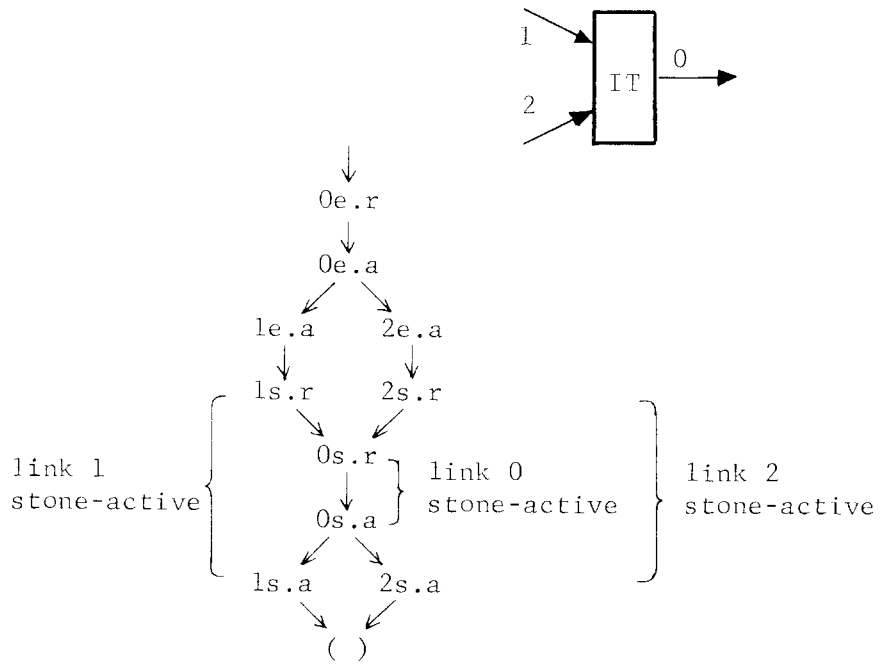 1
0
IT
2
0e.r
0e.a
1e.a 2e.a
1s.r 2s.r
0s.r
link 1
stone-active
link 0
stone-active
link 2
stone-active
0s.a
1s.a 2s.a
( )